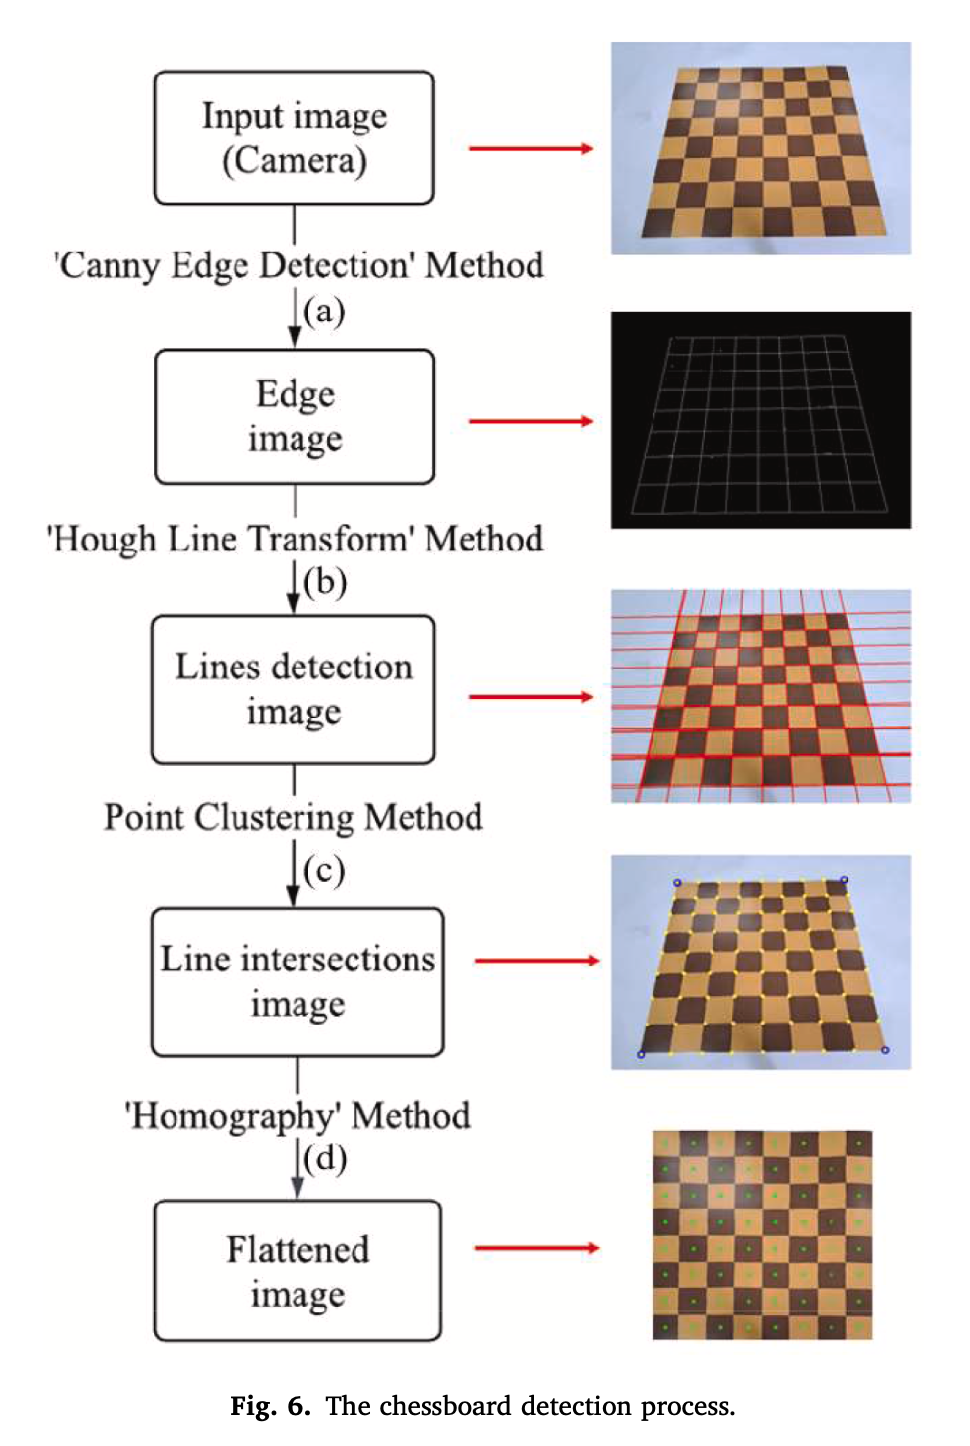 Input image
(Camera)
'Canny Edge Detection' Method
(a)
Edge
image
'Hough Line Transform' Method
(b)
Lines detection
image
Point Clustering Method
(c)
Line intersections
image
'Homography' Method
(d)
Flattened
image
Fig. 6. The chessboard detection process.